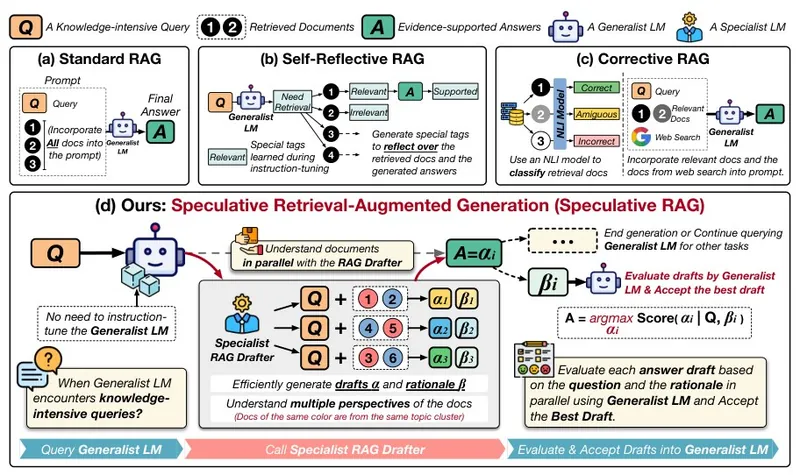 Q A Knowledge-intensive Query 1 2 Retrieved Documents A Evidence-supported Answers A Generalist LM A Specialist LM
(a) Standard RAG
Prompt
Q Query
1
2
3
(Incorporate
All docs into
the prompt)
Generalist
LM
Final
Answer
A
(b) Self-Reflective RAG
Q
Generalist
LM
Need
Retrieval
1 Relevant A Supported
2 Irrelevant
3
4
Generate special tags
to reflect over the
retrieved docs and the
generated answers
Relevant
Special tags
learned during
instruction-tuning
(c) Corrective RAG
1
2
3
NLI Model
Correct
Amiguous
Incorrect
Use an NLI model to
classify retrieval docs
Q Query
1 2 Relevant
Docs
Web Search
Generalist
LM
A
Incorporate relevant docs and the
docs from web search into prompt.
(d) Ours: Speculative Retrieval-Augmented Generation (Speculative RAG)
Q
No need to instruction-
tune the Generalist LM
?
When Generalist LM
encounters knowledge-
intensive queries?
Understand documents
in parallel with the RAG Drafter
Specialist
RAG Drafter
Q + 1 2 α1 β1
Q + 4 5 α2 β2
Q + 3 6 α3 β3
Efficiently generate drafts α and rationale β
Understand multiple perspectives of the docs
(Docs of the same color are from the same topic cluster)
A=αi
...
End generation or Continue querying
Generalist LM for other tasks
βi
Evaluate drafts by Generalist
LM & Accept the best draft
A = argmax Score( αi | Q, βi )
αi
Evaluate each answer draft
based on the question and the rationale in
parallel using Generalist LM and Accept
the Best Draft.
Query Generalist LM
Call Specialist RAG Drafter
Evaluate & Accept Drafts into Generalist LM